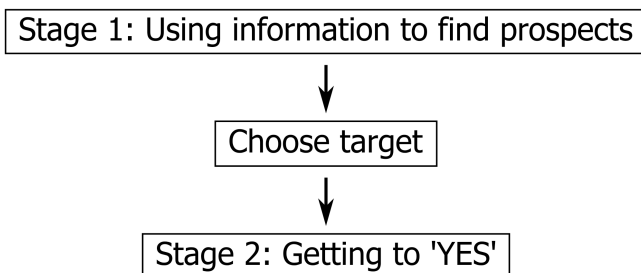 Stage 1: Using information to find prospects
Choose target
Stage 2: Getting to 'YES'